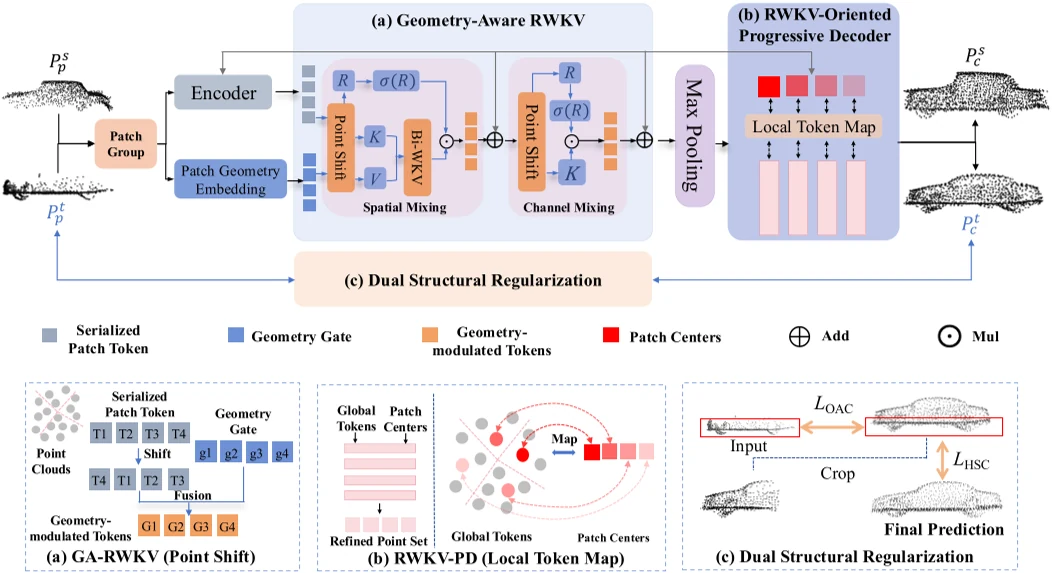 (a) Geometry-Aware RWKV
(b) RWKV-Oriented
Progressive Decoder
P_p^s
P_c^s
Encoder
Patch
Group
Patch Geometry
Embedding
Point Shift
R
σ(R)
K
V
Bi-WKV
Spatial Mixing
Point Shift
R
σ(R)
K
Channel Mixing
Max Pooling
Local Token Map
P_p^t
P_c^t
(c) Dual Structural Regularization
Serialized
Patch Token
Geometry Gate
Geometry-
modulated Tokens
Patch Centers
Add
Mul
Serialized
Patch Token
T1 T2 T3 T4
Geometry
Gate
g1 g2 g3 g4
Point
Clouds
Shift
T4 T1 T2 T3
Fusion
Geometry-
modulated Tokens
G1 G2 G3 G4
(a) GA-RWKV (Point Shift)
Global
Tokens
Patch
Centers
Map
Refined Point Set
Global Tokens
Patch Centers
(b) RWKV-PD (Local Token Map)
L_OAC
Input
Crop
L_HSC
Final Prediction
(c) Dual Structural Regularization